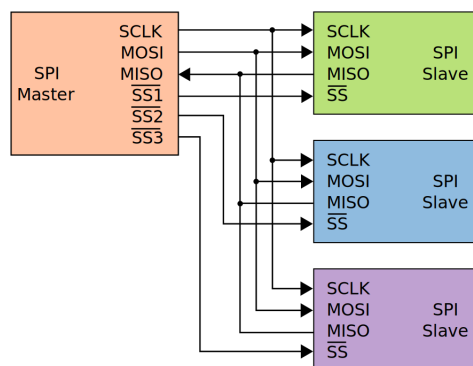 SPI
Master
SCLK
MOSI
MISO
SS1
SS2
SS3
SCLK
MOSI
MISO
SS
SPI
Slave
SCLK
MOSI
MISO
SS
SPI
Slave
SCLK
MOSI
MISO
SS
SPI
Slave